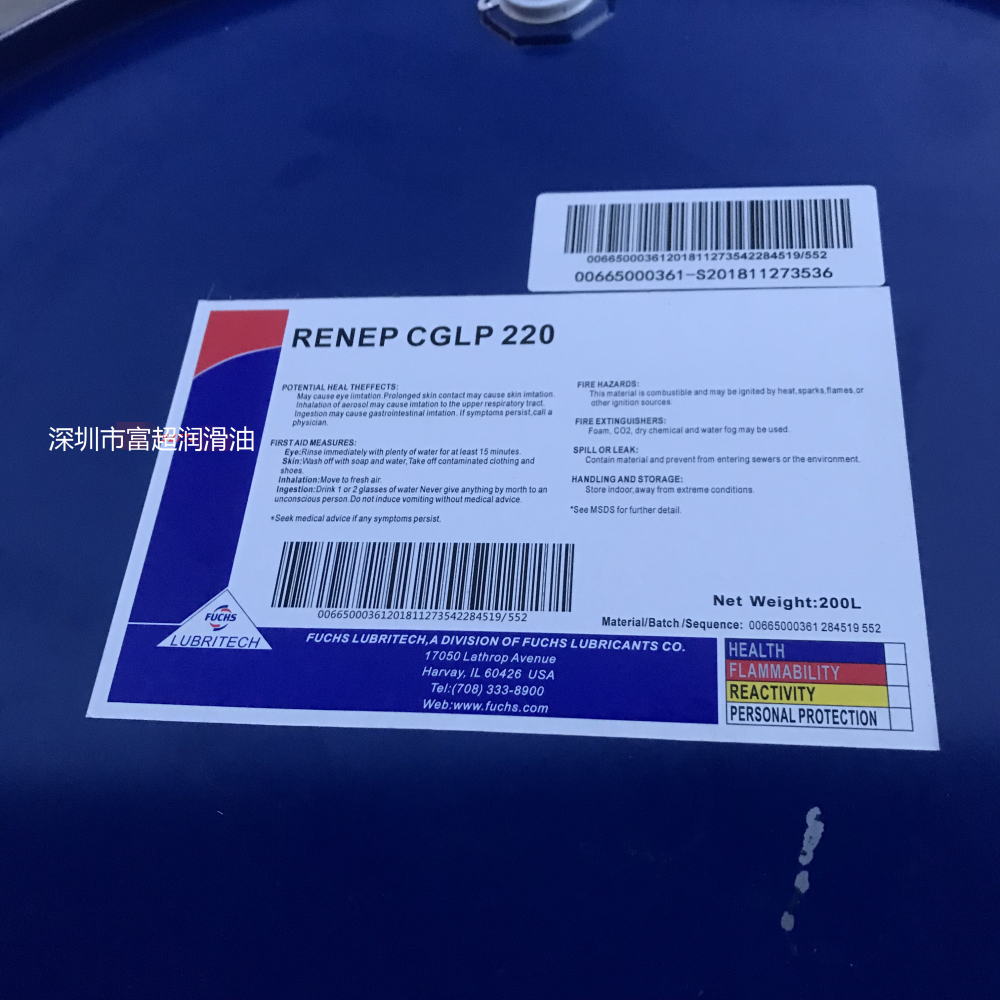 00665000361201811273542284519/552
00665000361-S201811273536
RENEP CGLP 220
POTENTIAL HEAL THEFFECTS:
May cause eye iimtation.Prolonged skin contact may cause skin imtation.
Inhalation of aerosol may cause imtation to the upper respiratory tract.
Ingestion may cause gastrointestinal imtation. If symptoms persist,call a
physician.
FIRST AID MEASURES:
Eye:Rinse immediately with plenty of water for at least 15 minutes.
Skin:Wash off with soap and water,Take off contaminated clothing and
shoes.
Inhalation:Move to fresh air.
Ingestion:Drink 1 or 2 glasses of water Never give anything by morth to an
unconscious person.Do not induce vomiting without medical advice.
*Seek medical advice if any symptoms persist.
FIRE HAZARDS:
This material is combustible and may be ignited by heat,sparks,flames,or
other ignition sources.
FIRE EXTINGUISHERS:
Foam, CO2, dry chemical and water fog may be used.
SPILL OR LEAK:
Contain material and prevent from entering sewers or the environment.
HANDLING AND STORAGE:
Store indoor,away from extreme conditions.
*See MSDS for further detail.
深圳市富超润滑油
00665000361201811273542284519/552
Net Weight:200L
Material/Batch/Sequence: 00665000361 284519 552
FUCHS
LUBRITECH
FUCHS LUBRITECH,A DIVISION OF FUCHS LUBRICANTS CO.
17050 Lathrop Avenue
Harvay, IL 60426 USA
Tel:(708) 333-8900
Web:www.fuchs.com
HEALTH
FLAMMABILITY
REACTIVITY
PERSONAL PROTECTION